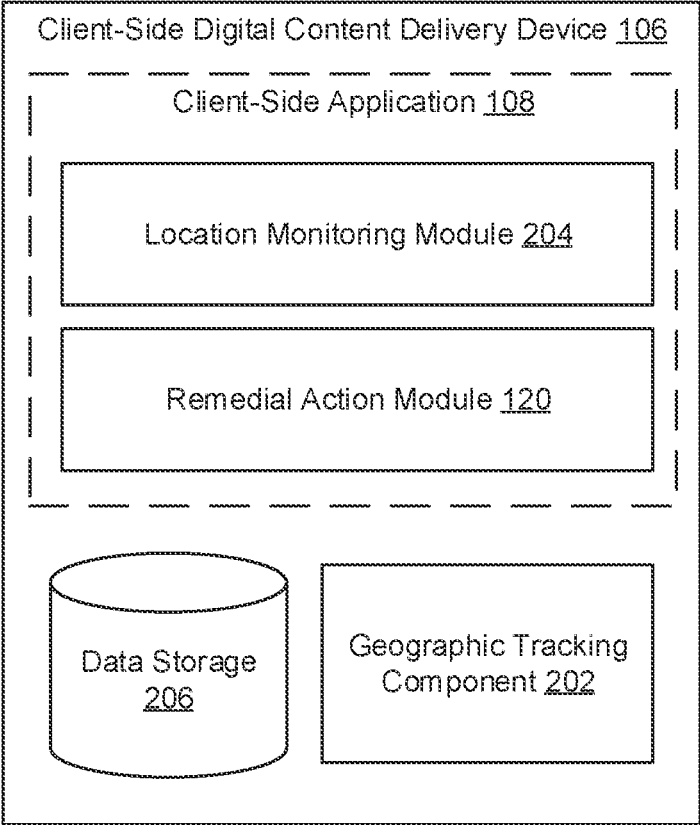 Client-Side Digital Content Delivery Device 106
Client-Side Application 108
Location Monitoring Module 204
Remedial Action Module 120
Data Storage
206
Geographic Tracking
Component 202